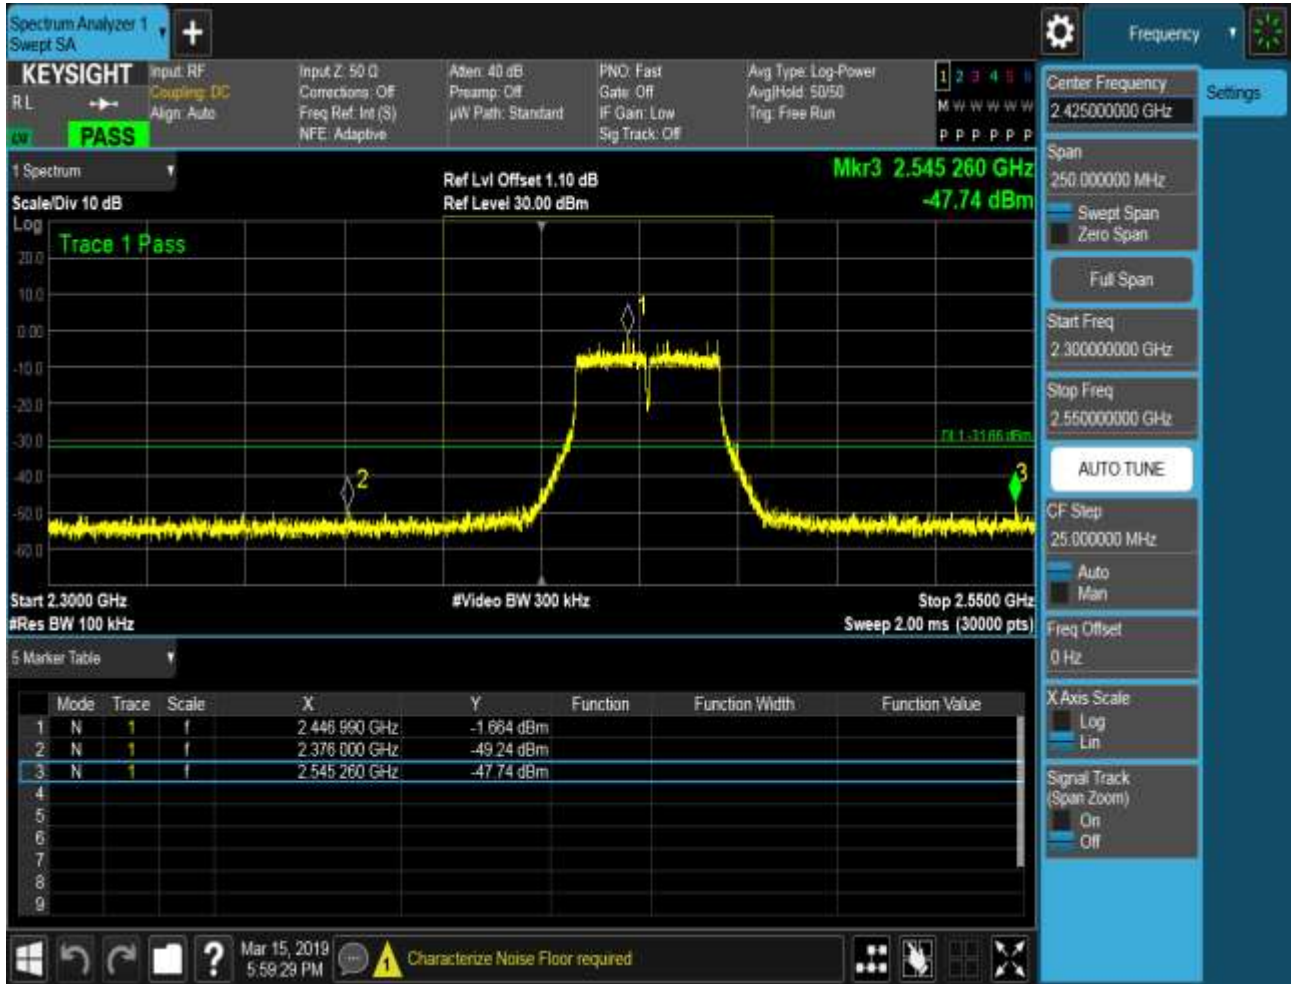 Spectrum Analyzer 1
Swept SA
Frequency
KEYSIGHT
Input: RF
Coupling: DC
Align: Auto
Input Z: 50 Ω
Corrections: Off
Freq Ref: Int (S)
NFE: Adaptive
Atten: 40 dB
Preamp: Off
µW Path: Standard
PNO: Fast
Gate: Off
IF Gain: Low
Sig Track: Off
Avg Type: Log-Power
Avg|Hold: 50/50
Trig: Free Run
1 2 3 4 5 6
M W W W W W
P P P P P P
R L
PASS
1 Spectrum
Scale/Div 10 dB
Ref Lvl Offset 1.10 dB
Ref Level 30.00 dBm
Mkr3 2.545 260 GHz
-47.74 dBm
Log
Trace 1 Pass
20.0
10.0
0.00
-10.0
-20.0
-30.0
-40.0
-50.0
-60.0
1
2
3
DL1 -31.66 dBm
Start 2.3000 GHz
#Video BW 300 kHz
Stop 2.5500 GHz
#Res BW 100 kHz
Sweep 2.00 ms (30000 pts)
5 Marker Table
Mode Trace Scale X Y Function Function Width Function Value
1 N 1 f 2.446 990 GHz -1.664 dBm
2 N 1 f 2.376 000 GHz -49.24 dBm
3 N 1 f 2.545 260 GHz -47.74 dBm
4
5
6
7
8
9
Center Frequency
2.425000000 GHz
Settings
Span
250.000000 MHz
Swept Span
Zero Span
Full Span
Start Freq
2.300000000 GHz
Stop Freq
2.550000000 GHz
AUTO TUNE
CF Step
25.000000 MHz
Auto
Man
Freq Offset
0 Hz
X Axis Scale
Log
Lin
Signal Track
(Span Zoom)
On
Off
?
Mar 15, 2019
5:59:29 PM
1
Characterize Noise Floor required